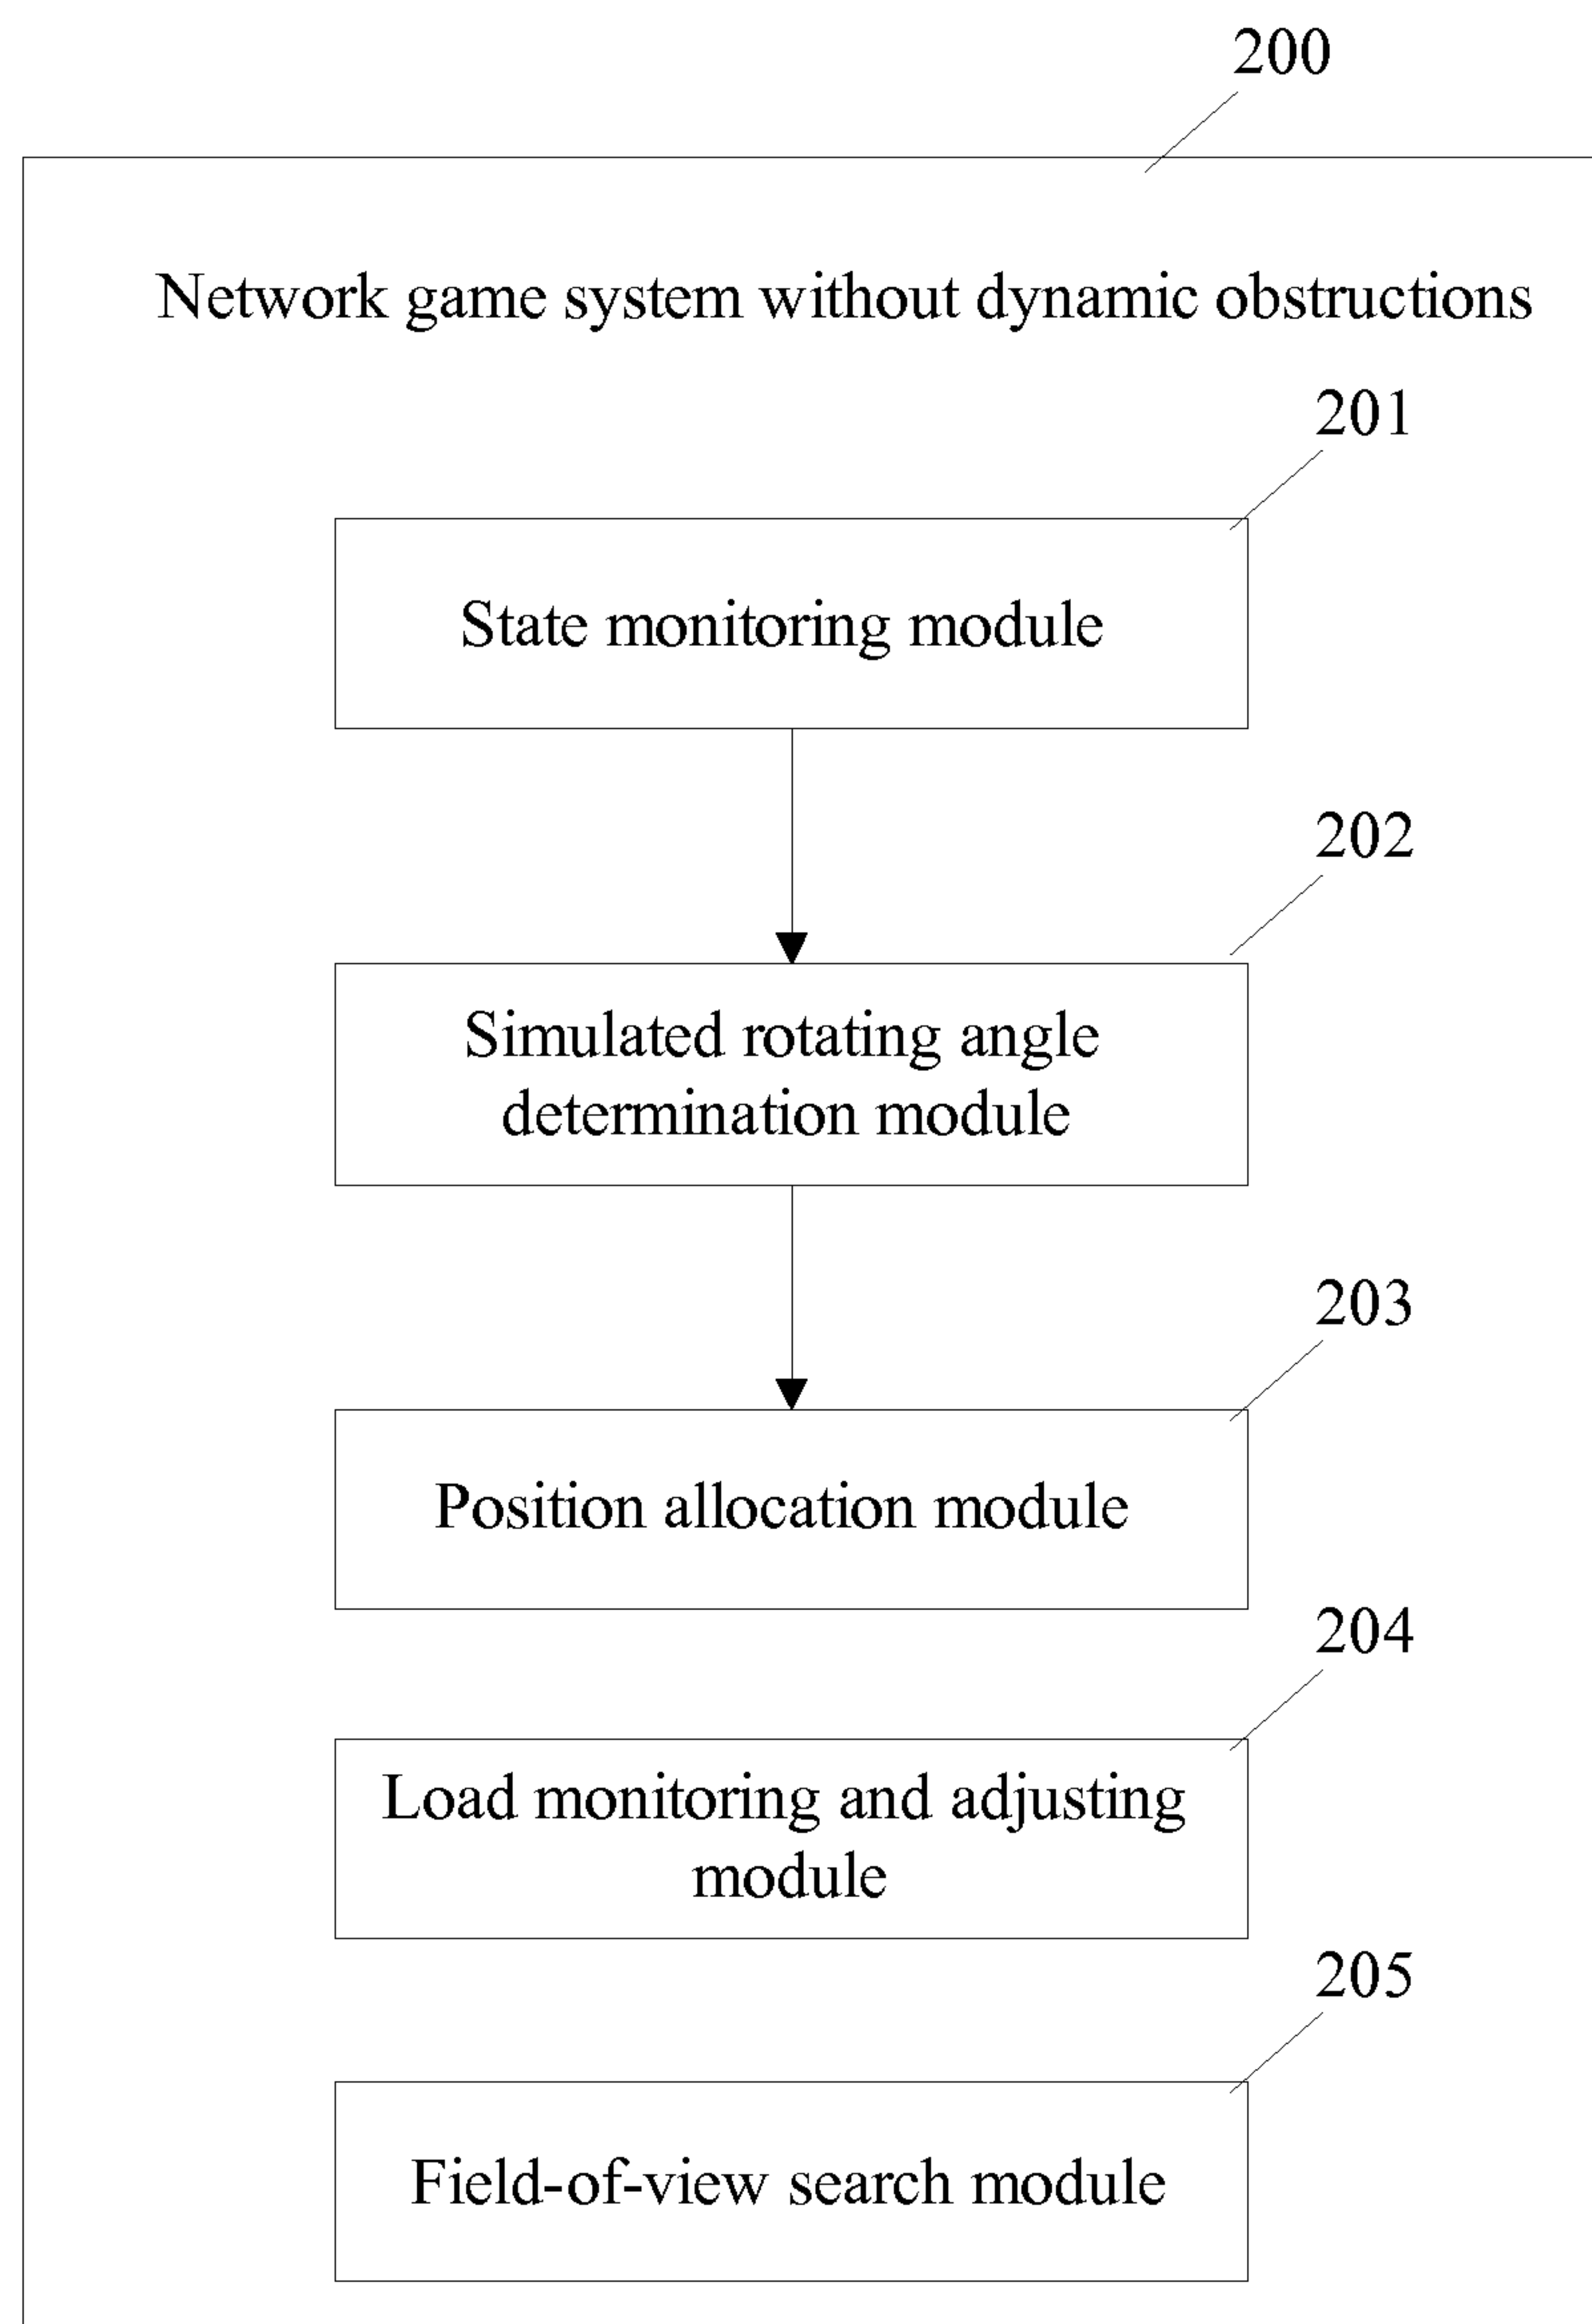 200
Network game system without dynamic obstructions
201
State monitoring module
202
Simulated rotating angle
determination module
203
Position allocation module
204
Load monitoring and adjusting
module
205
Field-of-view search module